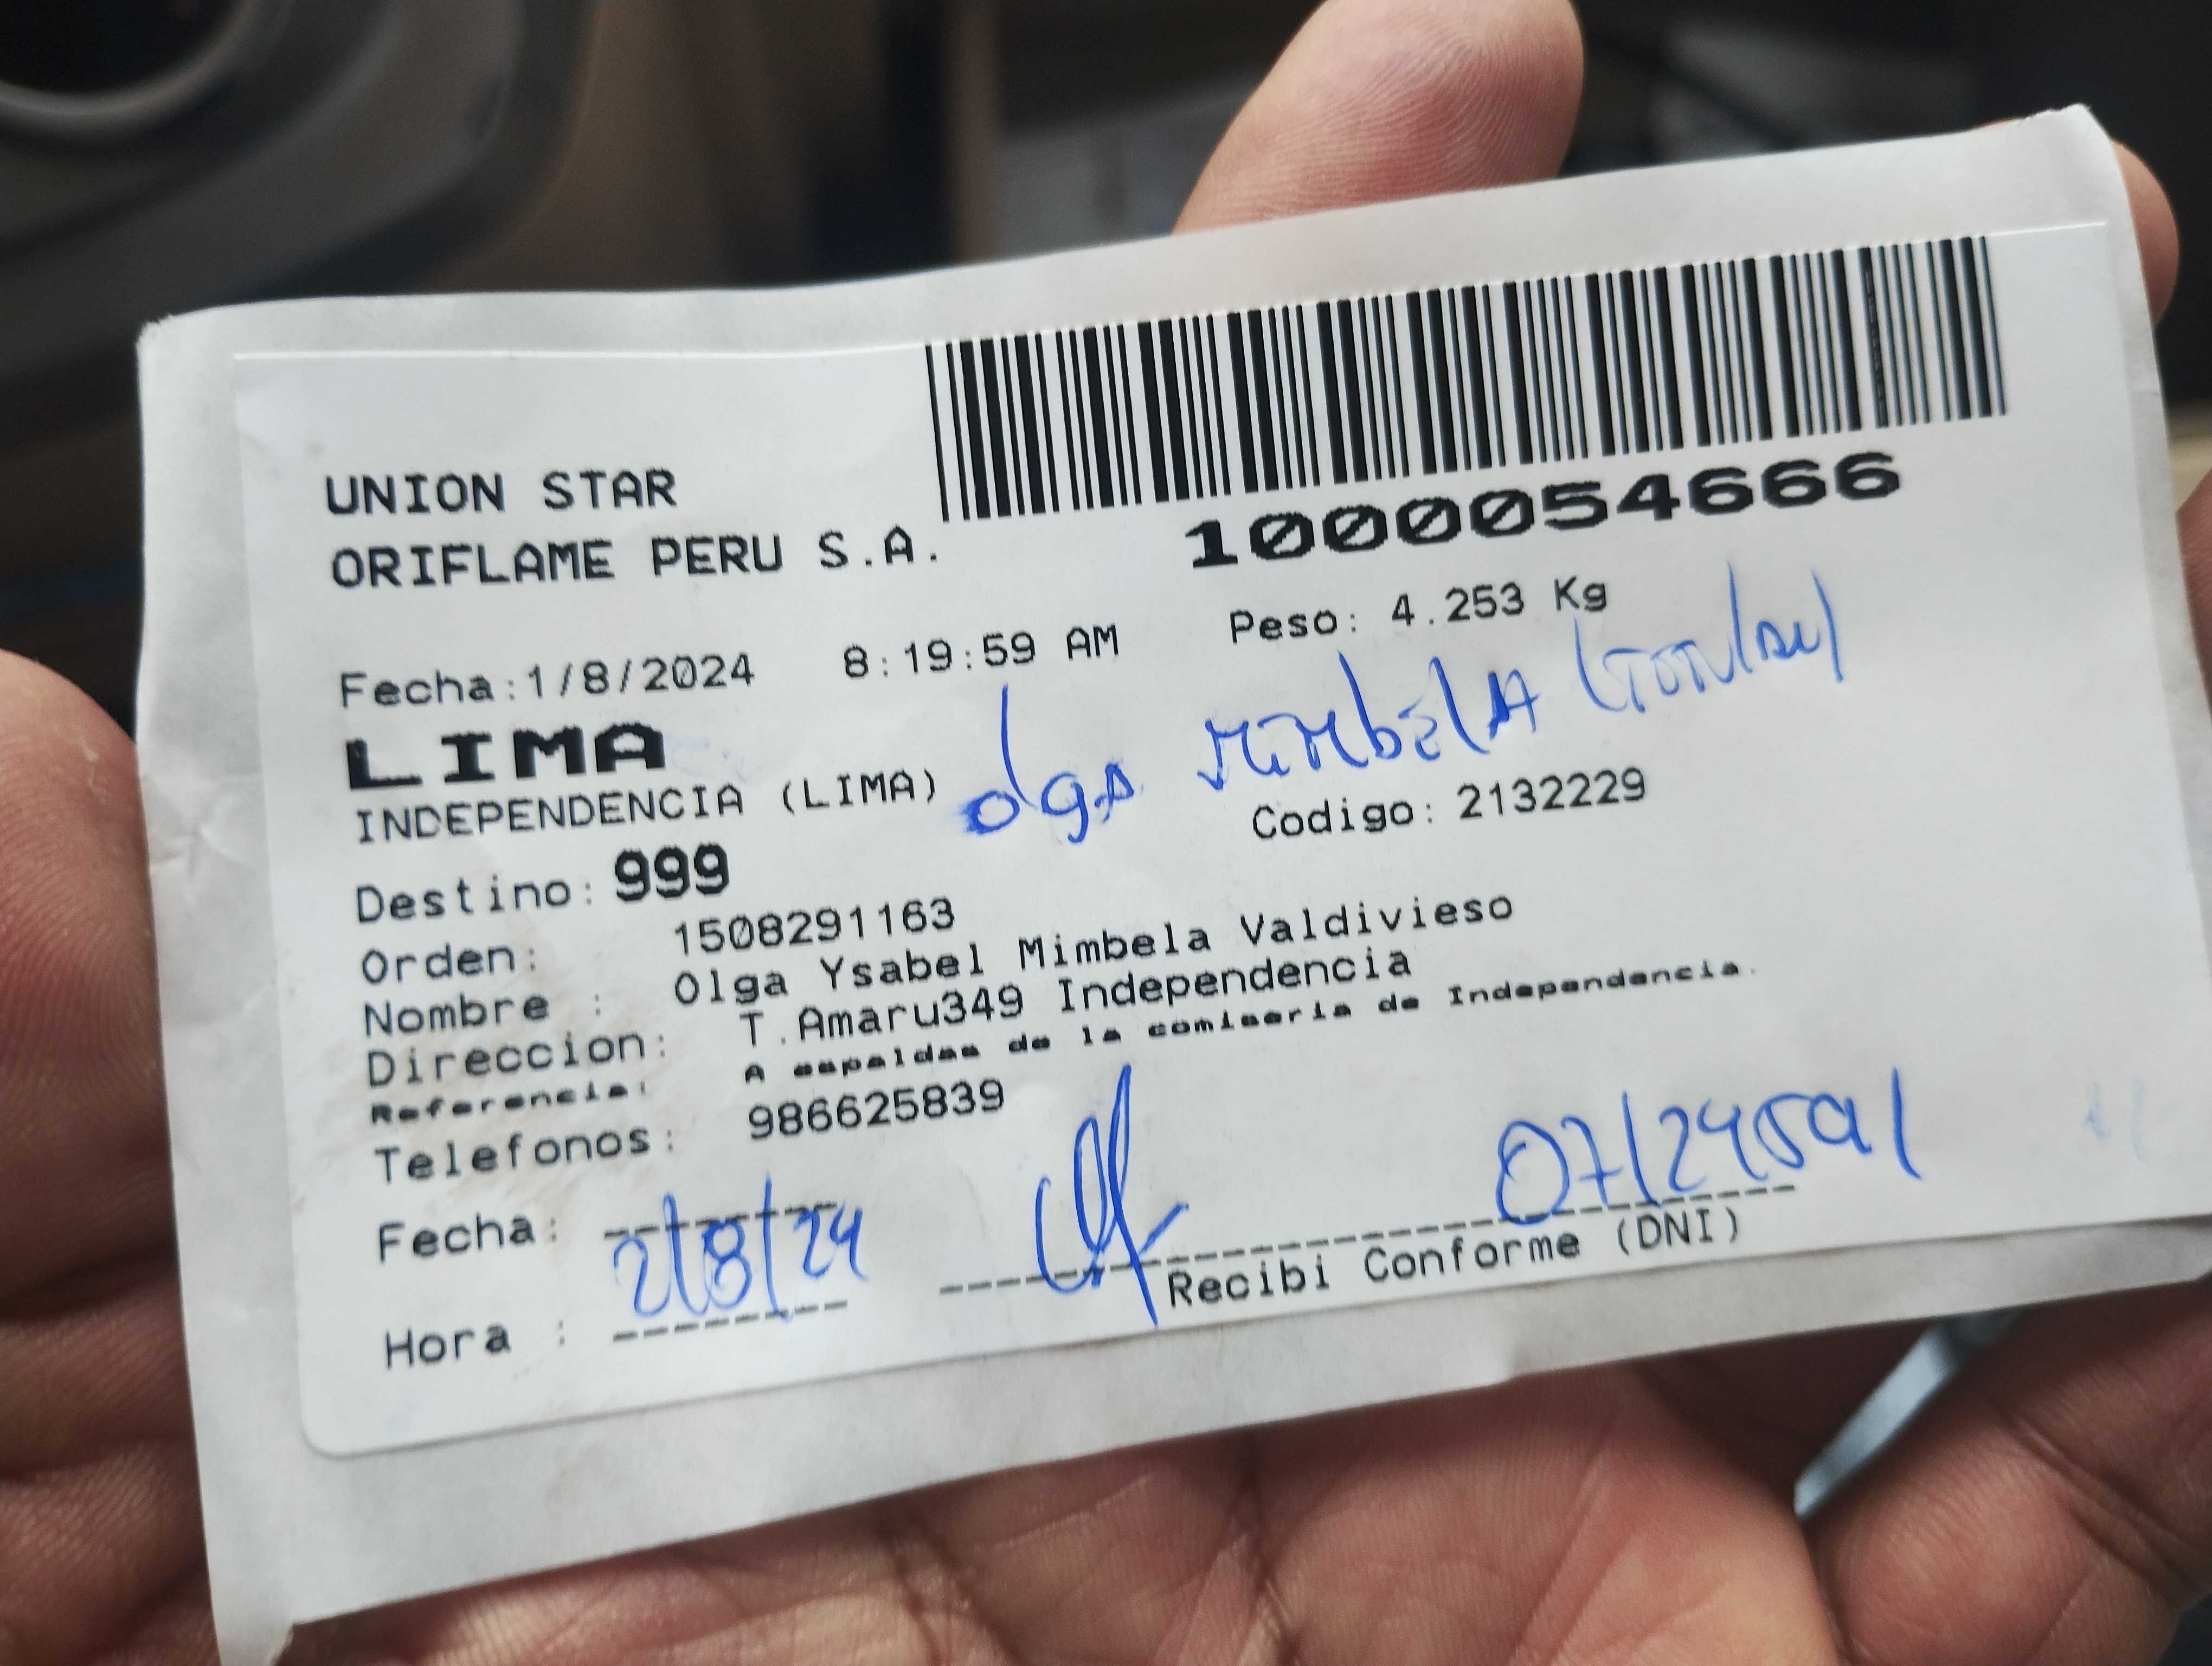 UNION STAR
ORIFLAME PERU S.A.
1000054666
Fecha:1/8/2024 8:19:59 AM Peso: 4.253 Kg
LIMA
INDEPENDENCIA (LIMA) olga Mimbela
Destino: 999 Codigo: 2132229
Orden: 1508291163
Nombre : Olga Ysabel Mimbela Valdivieso
Direccion: T.Amaru349 Independencia
Referencia: A espaldas de la comiseria de Independencia.
Telefonos: 986625839
Fecha: 2/8/24
Hora : Recibi Conforme (DNI)